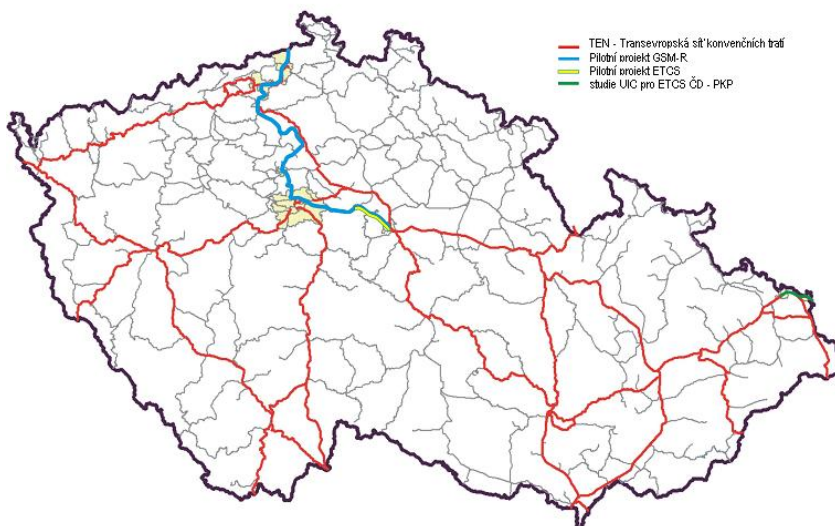 TEN - Transevropská síť konvenčních tratí
Pilotní projekt GSM-R
Pilotní projekt ETCS
studie UIC pro ETCS ČD - PKP